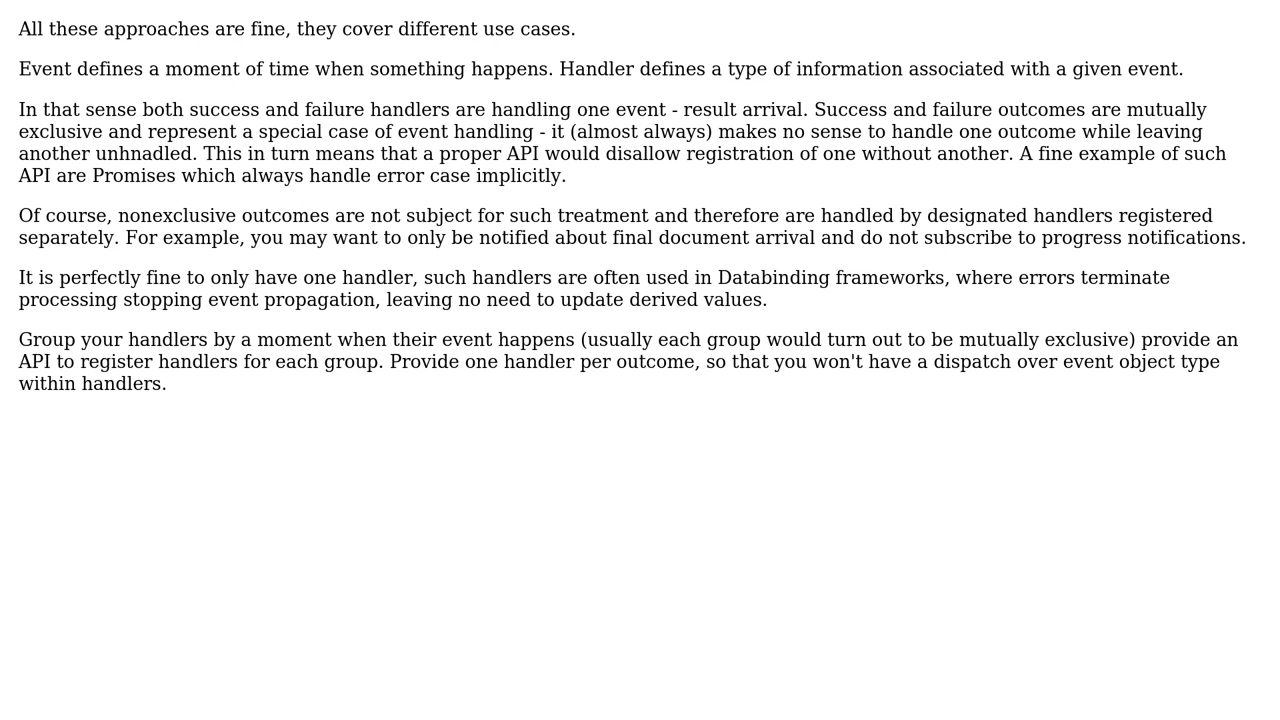 All these approaches are fine, they cover different use cases.
Event defines a moment of time when something happens. Handler defines a type of information associated with a given event.
In that sense both success and failure handlers are handling one event - result arrival. Success and failure outcomes are mutually
exclusive and represent a special case of event handling - it (almost always) makes no sense to handle one outcome while leaving
another unhnadled. This in turn means that a proper API would disallow registration of one without another. A fine example of such
API are Promises which always handle error case implicitly.
Of course, nonexclusive outcomes are not subject for such treatment and therefore are handled by designated handlers registered
separately. For example, you may want to only be notified about final document arrival and do not subscribe to progress notifications.
It is perfectly fine to only have one handler, such handlers are often used in Databinding frameworks, where errors terminate
processing stopping event propagation, leaving no need to update derived values.
Group your handlers by a moment when their event happens (usually each group would turn out to be mutually exclusive) provide an
API to register handlers for each group. Provide one handler per outcome, so that you won't have a dispatch over event object type
within handlers.